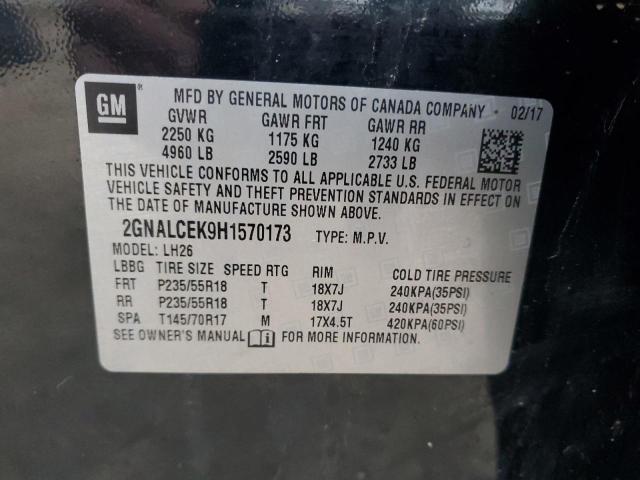 GM ®
MFD BY GENERAL MOTORS OF CANADA COMPANY • 02/17
GVWR GAWR FRT GAWR RR
2250 KG 1175 KG 1240 KG
4960 LB 2590 LB 2733 LB
THIS VEHICLE CONFORMS TO ALL APPLICABLE U.S. FEDERAL MOTOR
VEHICLE SAFETY AND THEFT PREVENTION STANDARDS IN EFFECT ON THE
DATE OF MANUFACTURE SHOWN ABOVE.
2GNALCEK9H1570173 TYPE: M.P.V.
MODEL: LH26
LBBG TIRE SIZE SPEED RTG RIM COLD TIRE PRESSURE
FRT P235/55R18 T 18X7J 240KPA(35PSI)
RR P235/55R18 T 18X7J 240KPA(35PSI)
SPA T145/70R17 M 17X4.5T 420KPA(60PSI)
SEE OWNER'S MANUAL FOR MORE INFORMATION.